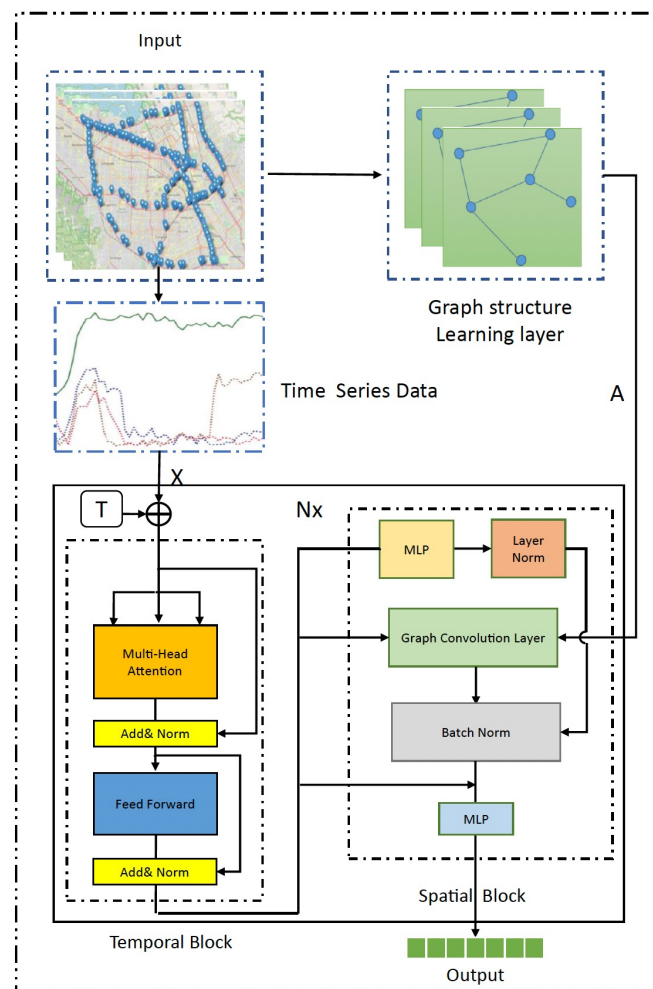 Input
Graph structure
Learning layer
Time Series Data
A
X
T
Nx
MLP
Layer
Norm
Multi-Head
Attention
Graph Convolution Layer
Add& Norm
Batch Norm
Feed Forward
MLP
Add& Norm
Spatial Block
Temporal Block
Output